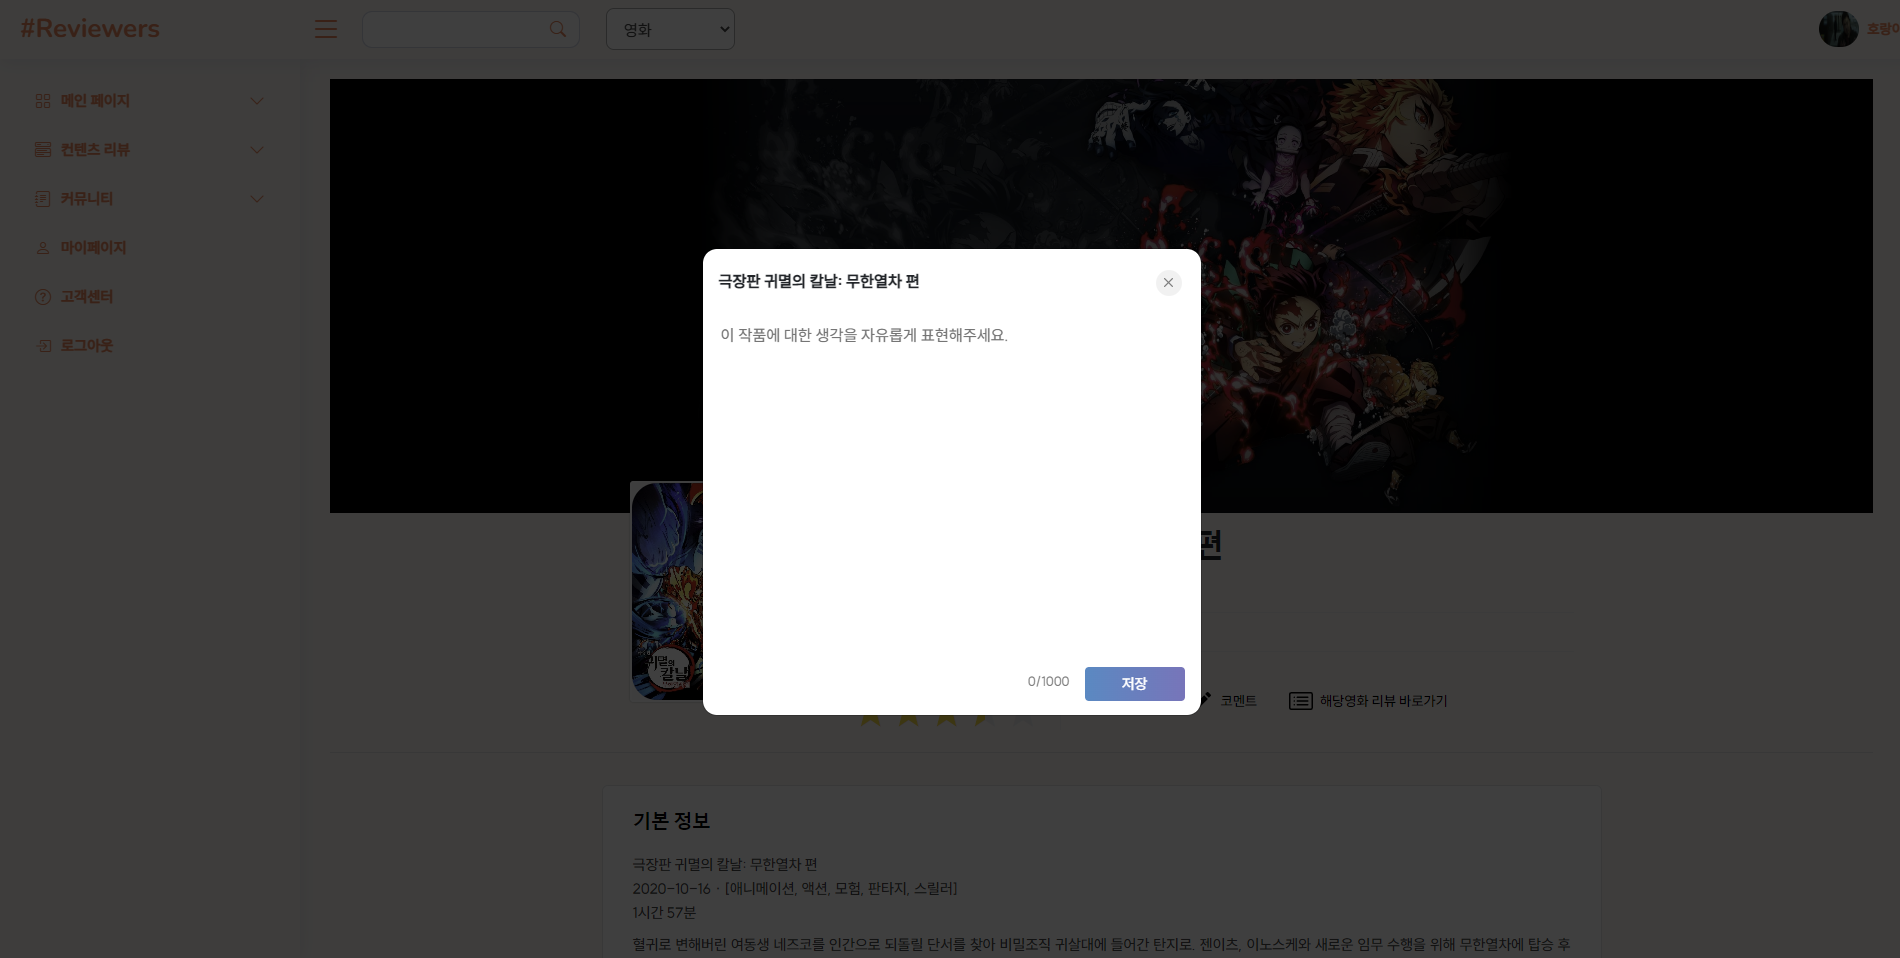 #Reviewers
영화
메인 페이지
컨텐츠 리뷰
커뮤니티
마이페이지
고객센터
로그아웃
극장판 귀멸의 칼날: 무한열차 편
이 작품에 대한 생각을 자유롭게 표현해주세요.
0/1000
저장
귀멸의
칼날
편
코멘트
해당영화 리뷰 바로가기
기본 정보
극장판 귀멸의 칼날: 무한열차 편
2020-10-16 · [애니메이션, 액션, 모험, 판타지, 스릴러]
1시간 57분
혈귀로 변해버린 여동생 네즈코를 인간으로 되돌릴 단서를 찾아 비밀조직 귀살대에 들어간 탄지로. 젠이츠, 이노스케와 새로운 임무 수행을 위해 무한열차에 탑승 후